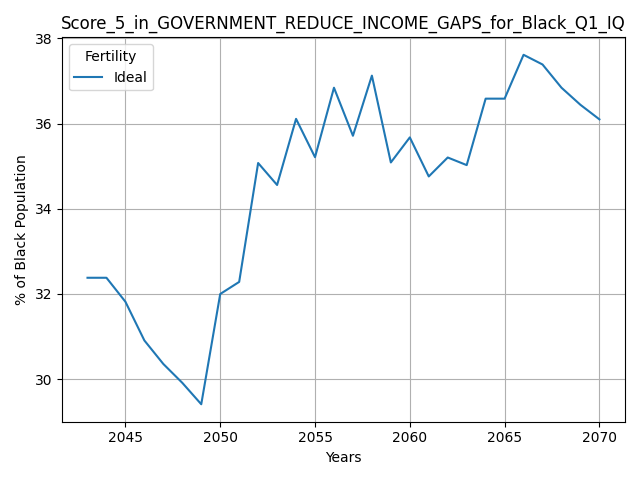 Score_5_in_GOVERNMENT_REDUCE_INCOME_GAPS_for_Black_Q1_IQ
Fertility
Ideal
% of Black Population
38
36
34
32
30
2045 2050 2055 2060 2065 2070
Years